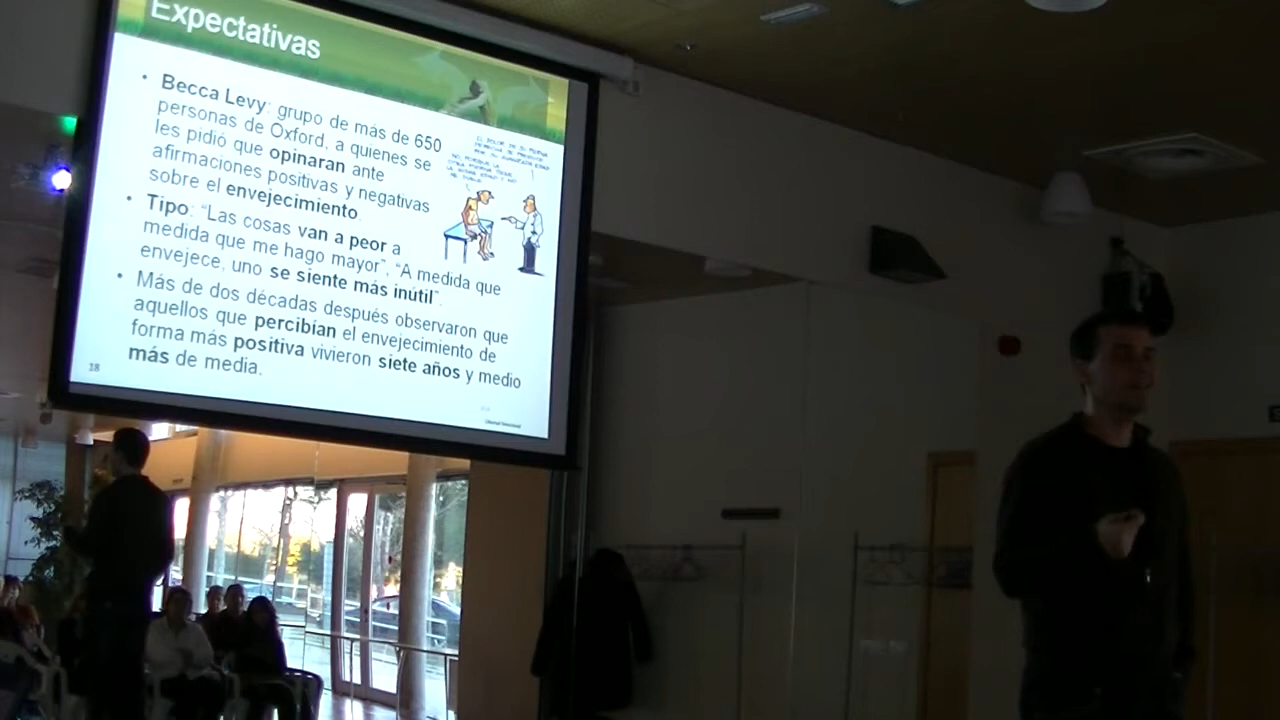 Expectativas
• Becca Levy: grupo de más de 650
personas de Oxford, a quienes se
les pidió que opinaran ante
afirmaciones positivas y negativas
sobre el envejecimiento.
• Tipo: “Las cosas van a peor a
medida que me hago mayor”, “A medida que
envejece, uno se siente más inútil”.
• Más de dos décadas después observaron que
aquellos que percibían el envejecimiento de
forma más positiva vivieron siete años y medio
más de media.
18